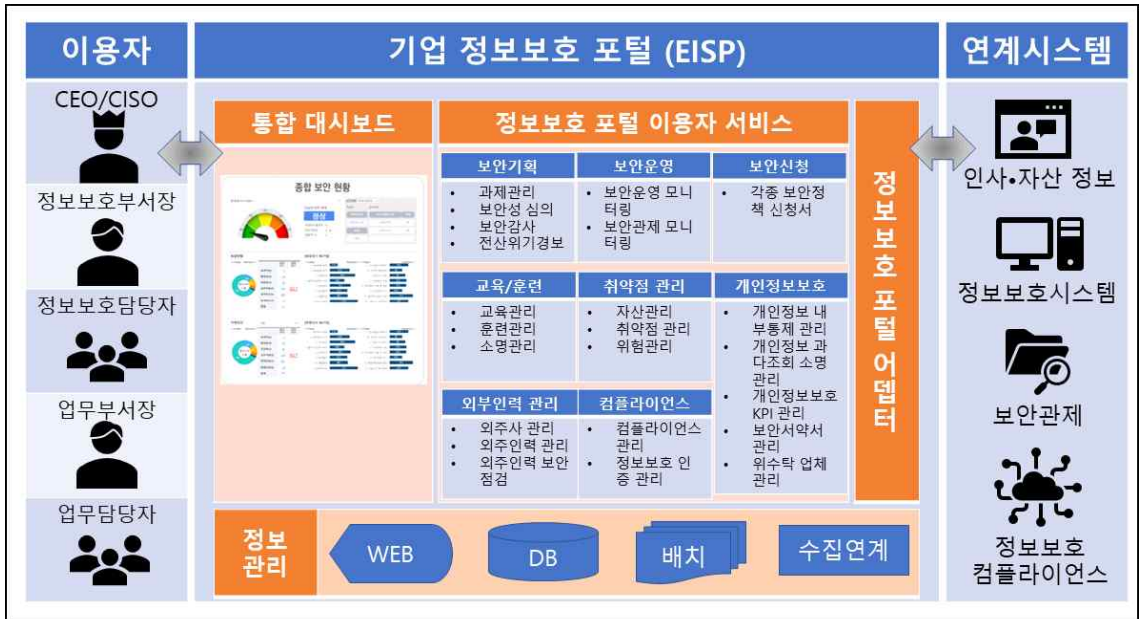 이용자
기업 정보보호 포털 (EISP)
연계시스템
CEO/CISO
정보보호부서장
정보보호담당자
업무부서장
업무담당자
통합 대시보드
종합 보안 현황
정보보호 포털 이용자 서비스
보안기획
• 과제관리
• 보안성 심의
• 보안감사
• 전산위기경보
보안운영
• 보안운영 모니
터링
• 보안관제 모니
터링
보안신청
• 각종 보안정
책 신청서
교육/훈련
• 교육관리
• 훈련관리
• 소명관리
취약점 관리
• 자산관리
• 취약점 관리
• 위험관리
개인정보보호
• 개인정보 내
부통제 관리
• 개인정보 과
다조회 소명
관리
• 개인정보보호
KPI 관리
• 보안서약서
관리
• 위수탁 업체
관리
외부인력 관리
• 외주사 관리
• 외주인력 관리
• 외주인력 보안
점검
컴플라이언스
• 컴플라이언스
관리
• 정보보호 인
증 관리
정보보호 포털 어뎁터
정보
관리
WEB
DB
배치
수집연계
인사•자산 정보
정보보호시스템
보안관제
정보보호
컴플라이언스